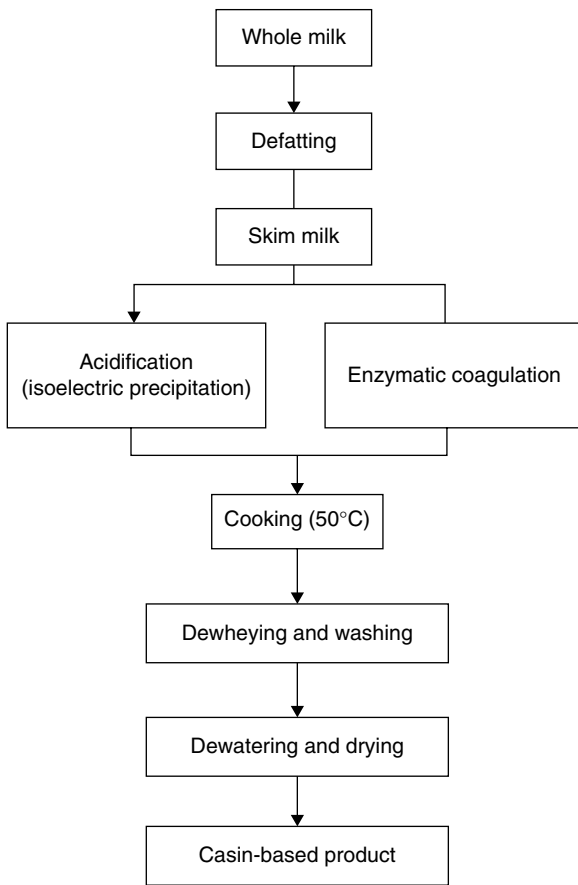 Whole milk
Defatting
Skim milk
Acidification
(isoelectric precipitation)
Enzymatic coagulation
Cooking (50°C)
Dewheying and washing
Dewatering and drying
Casin-based product